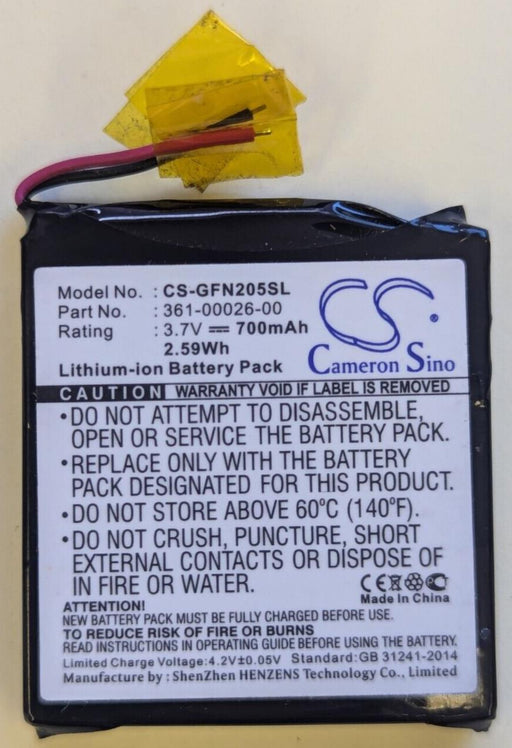 Model No. : CS-GFN205SL
Part No. : 361-00026-00
Rating : 3.7V ⎓ 700mAh
2.59Wh
Lithium-ion Battery Pack
CS
Cameron Sino
CAUTION WARRANTY VOID IF LABEL IS REMOVED
•DO NOT ATTEMPT TO DISASSEMBLE,
OPEN OR SERVICE THE BATTERY PACK.
•REPLACE ONLY WITH THE BATTERY
PACK DESIGNATED FOR THIS PRODUCT.
•DO NOT STORE ABOVE 60℃ (140℉).
•DO NOT CRUSH, PUNCTURE, SHORT
EXTERNAL CONTACTS OR DISPOSE OF
IN FIRE OR WATER.
CE
Made In China
ATTENTION!
NEW BATTERY PACK MUST BE FULLY CHARGED BEFORE USE.
TO REDUCE RISK OF FIRE OR BURNS
READ INSTRUCTIONS IN OPERATING GUIDE BEFORE USING THE BATTERY.
Limited Charge Voltage:4.2V±0.05V Standard:GB 31241-2014
Manufacture by : ShenZhen HENZENS Technology Co., Limited